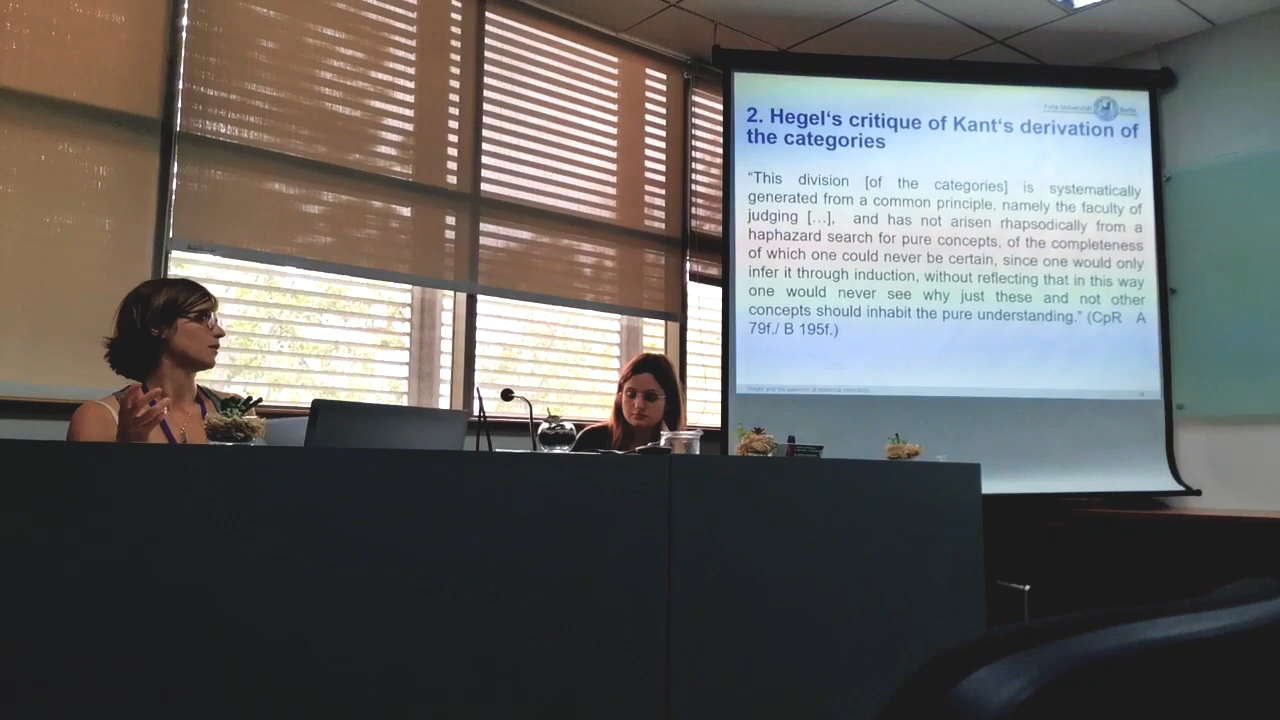 Freie Universität Berlin
2. Hegel‘s critique of Kant‘s derivation of
the categories
“This division [of the categories] is systematically
generated from a common principle, namely the faculty of
judging […], and has not arisen rhapsodically from a
haphazard search for pure concepts, of the completeness
of which one could never be certain, since one would only
infer it through induction, without reflecting that in this way
one would never see why just these and not other
concepts should inhabit the pure understanding.” (CpR A
79f./ B 195f.)